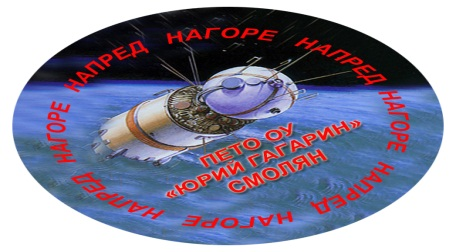 НАГОРЕ НАПРЕД НАГОРЕ НАПРЕД НАГОРЕ НАПРЕД НАГОРЕ НАПРЕД
ПЕТО ОУ
«ЮРИЙ ГАГАРИН»
СМОЛЯН